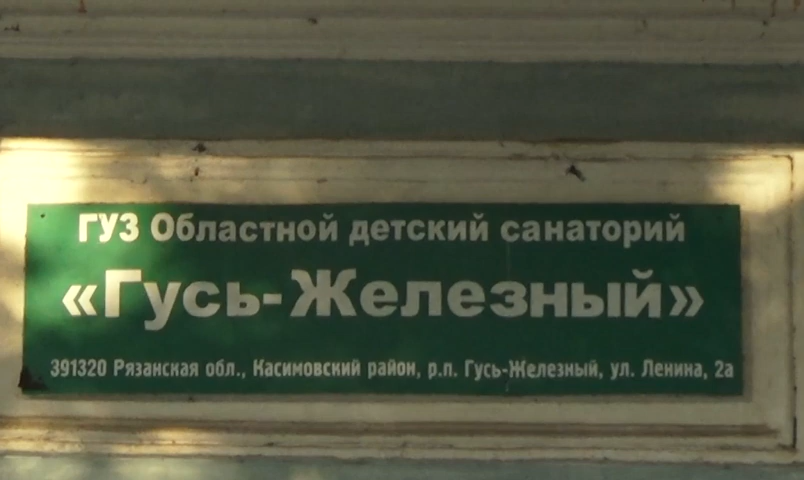 ГУЗ Областной детский санаторий
«Гусь-Железный»
391320 Рязанская обл., Касимовский район, р.п. Гусь-Железный, ул. Ленина, 2а